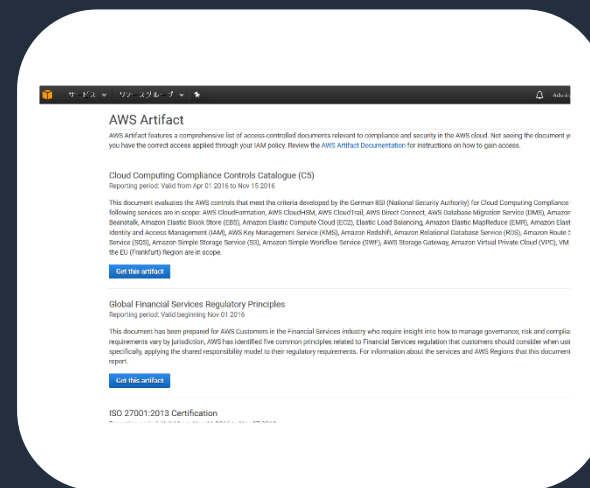 サービス リソースグループ
AWS Artifact
AWS Artifact features a comprehensive list of access-controlled documents relevant to compliance and security in the AWS cloud. Not seeing the document
you have the correct access applied through your IAM policy. Review the AWS Artifact Documentation for instructions on how to gain access.
Cloud Computing Compliance Controls Catalogue (C5)
Reporting period: Valid from Apr 01 2016 to Nov 15 2016
This document evaluates the AWS controls that meet the criteria developed by the German BSI (National Security Authority) for Cloud Computing Compliance
following services are in scope: AWS CloudFormation, AWS CloudHSM, AWS CloudTrail, AWS Direct Connect, AWS Database Migration Service (DMS), Amazon
Beanstalk, Amazon Elastic Block Store (EBS), Amazon Elastic Compute Cloud (EC2), Elastic Load Balancing, Amazon Elastic MapReduce (EMR), Amazon Elast
Identity and Access Management (IAM), AWS Key Management Service (KMS), Amazon Redshift, Amazon Relational Database Service (RDS), Amazon Route
Service (SQS), Amazon Simple Storage Service (S3), Amazon Simple Workflow Service (SWF), AWS Storage Gateway, Amazon Virtual Private Cloud (VPC), VM
the EU (Frankfurt) Region are in scope.
Get this artifact
Global Financial Services Regulatory Principles
Reporting period: Valid beginning Nov 01 2016
This document has been prepared for AWS Customers in the Financial Services industry who require insight into how to manage governance, risk and complia
requirements vary by jurisdiction, AWS has identified five common principles related to Financial Services regulation that customers should consider when usi
specifically, applying the shared responsibility model to their regulatory requirements. For information about the services and AWS Regions that this document
report.
Get this artifact
ISO 27001:2013 Certification